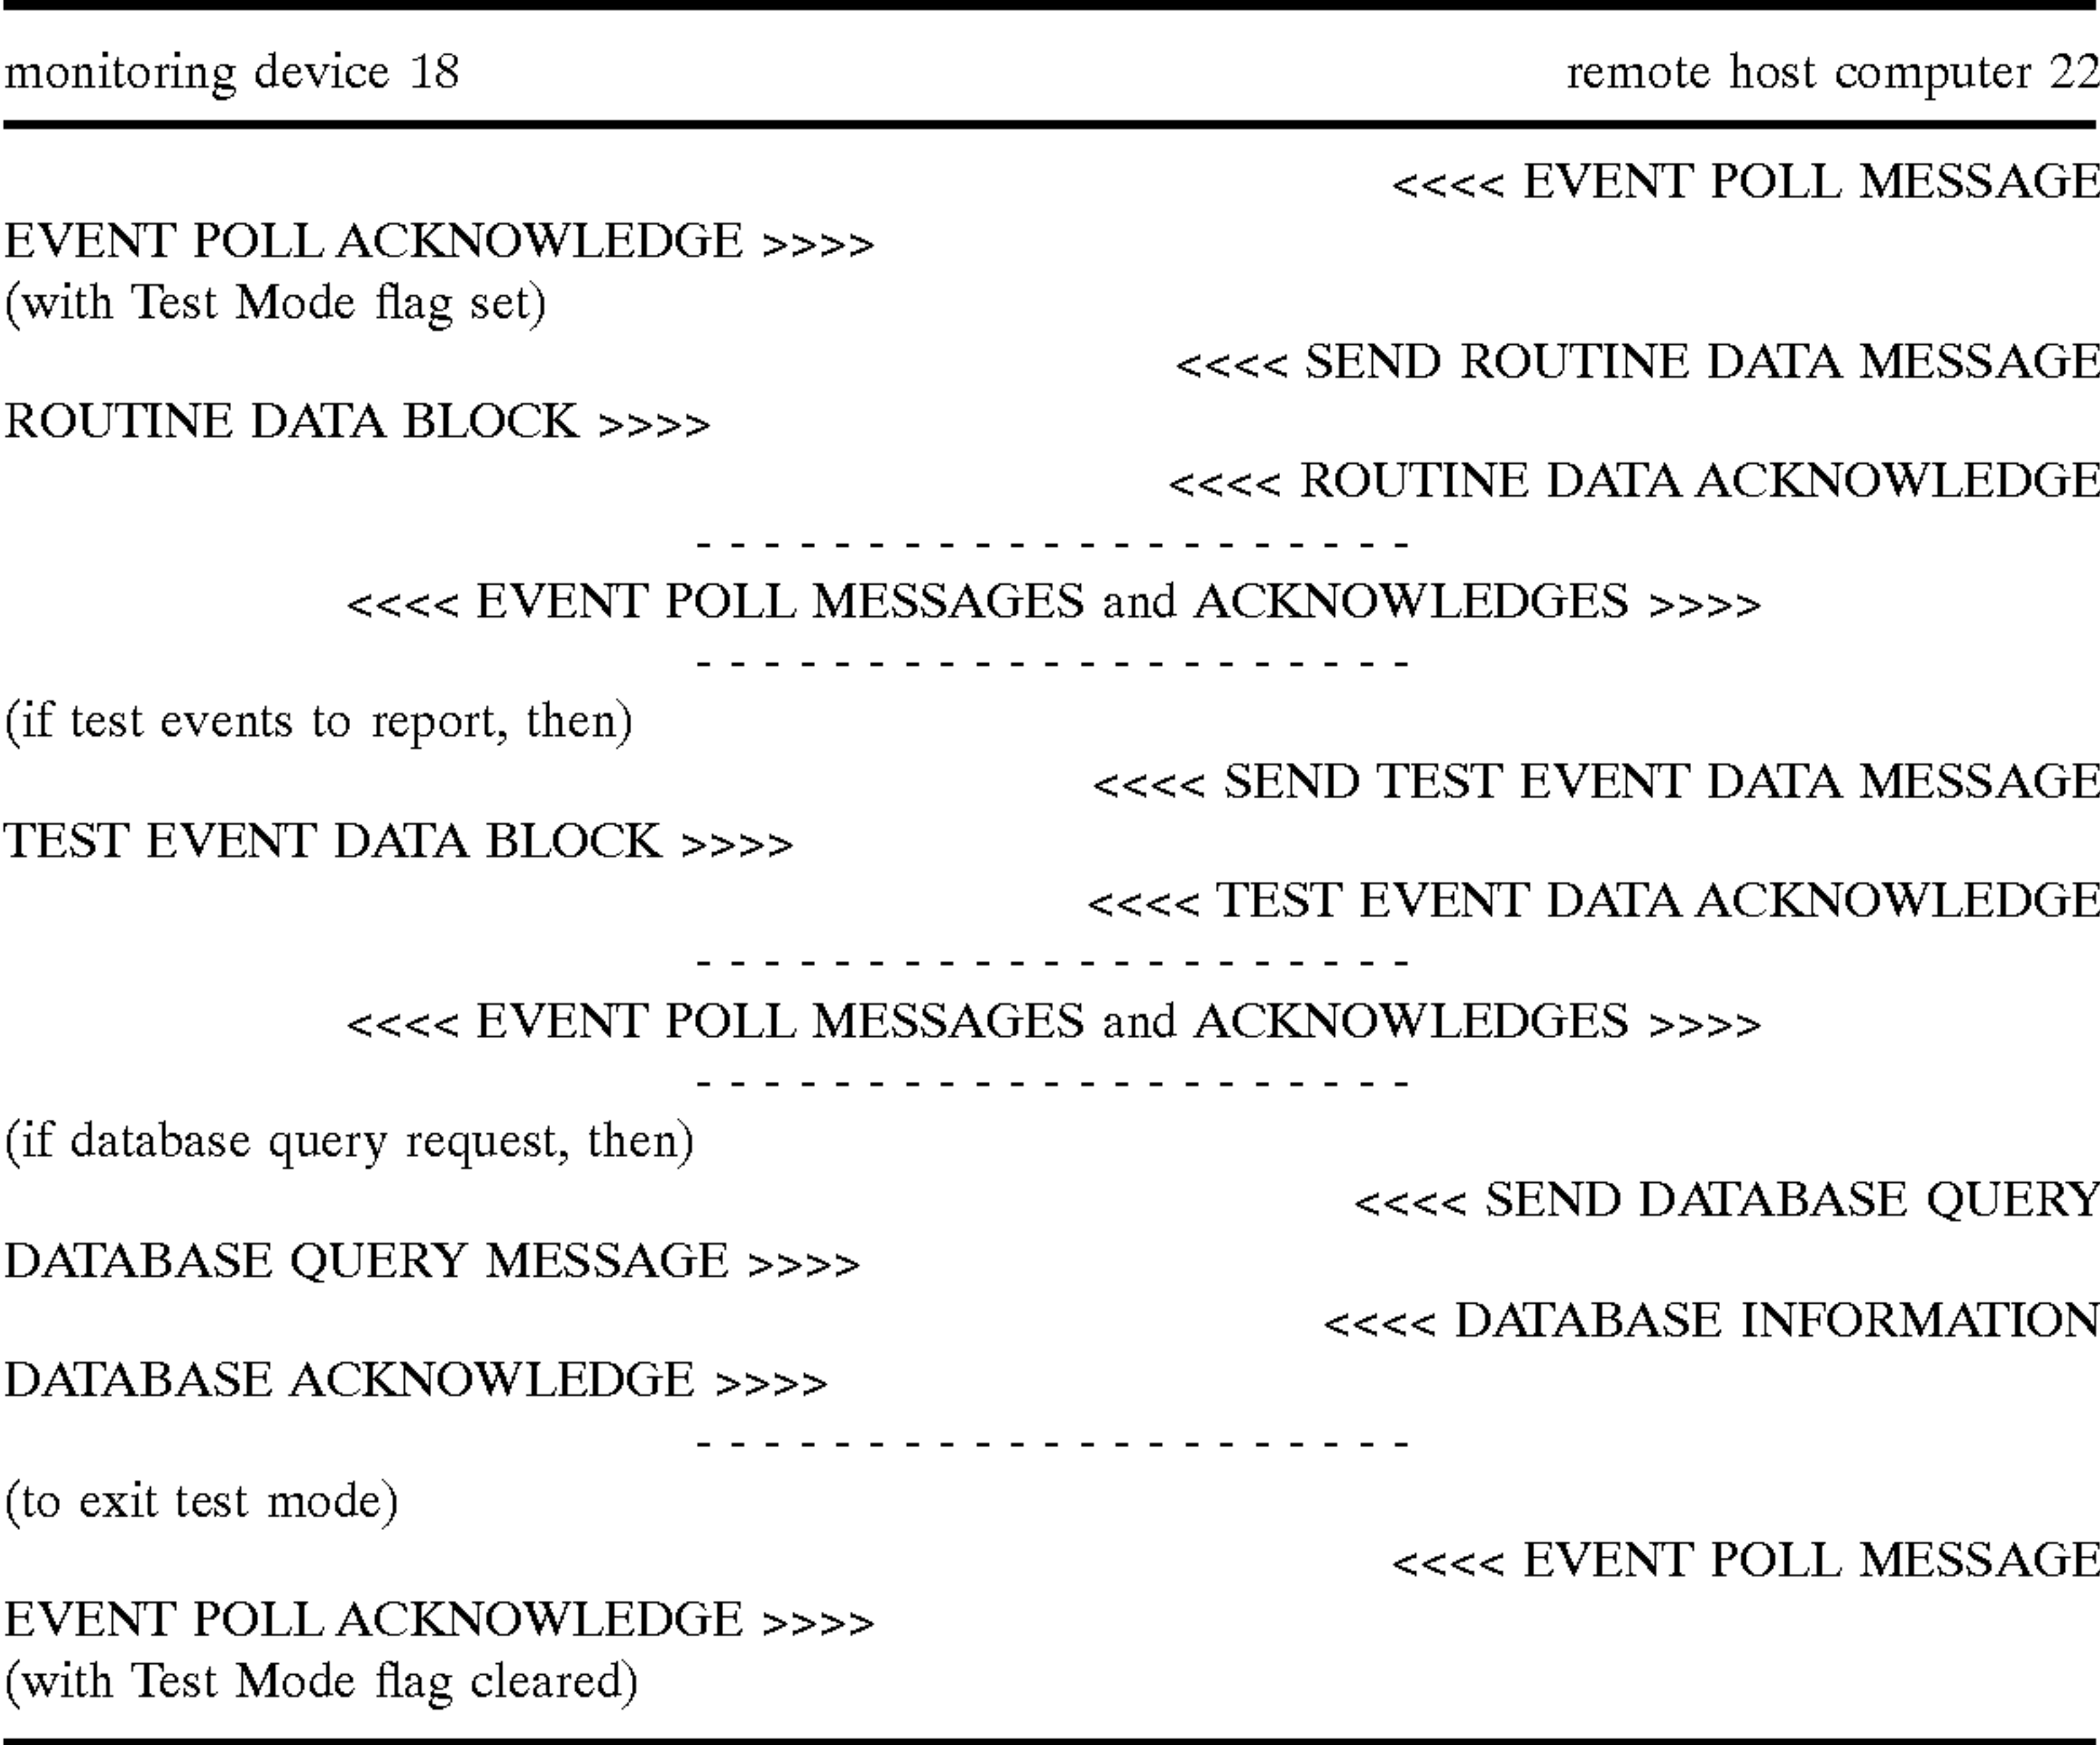 monitoring device 18 remote host computer 22
<<<< EVENT POLL MESSAGE
EVENT POLL ACKNOWLEDGE >>>>
(with Test Mode flag set)
<<<< SEND ROUTINE DATA MESSAGE
ROUTINE DATA BLOCK >>>>
<<<< ROUTINE DATA ACKNOWLEDGE
- - - - - - - - - - - - - - - - - - - - -
<<<< EVENT POLL MESSAGES and ACKNOWLEDGES >>>>
- - - - - - - - - - - - - - - - - - - - -
(if test events to report, then)
<<<< SEND TEST EVENT DATA MESSAGE
TEST EVENT DATA BLOCK >>>>
<<<< TEST EVENT DATA ACKNOWLEDGE
- - - - - - - - - - - - - - - - - - - - -
<<<< EVENT POLL MESSAGES and ACKNOWLEDGES >>>>
- - - - - - - - - - - - - - - - - - - - -
(if database query request, then)
<<<< SEND DATABASE QUERY
DATABASE QUERY MESSAGE >>>>
<<<< DATABASE INFORMATION
DATABASE ACKNOWLEDGE >>>>
- - - - - - - - - - - - - - - - - - - - -
(to exit test mode)
<<<< EVENT POLL MESSAGE
EVENT POLL ACKNOWLEDGE >>>>
(with Test Mode flag cleared)